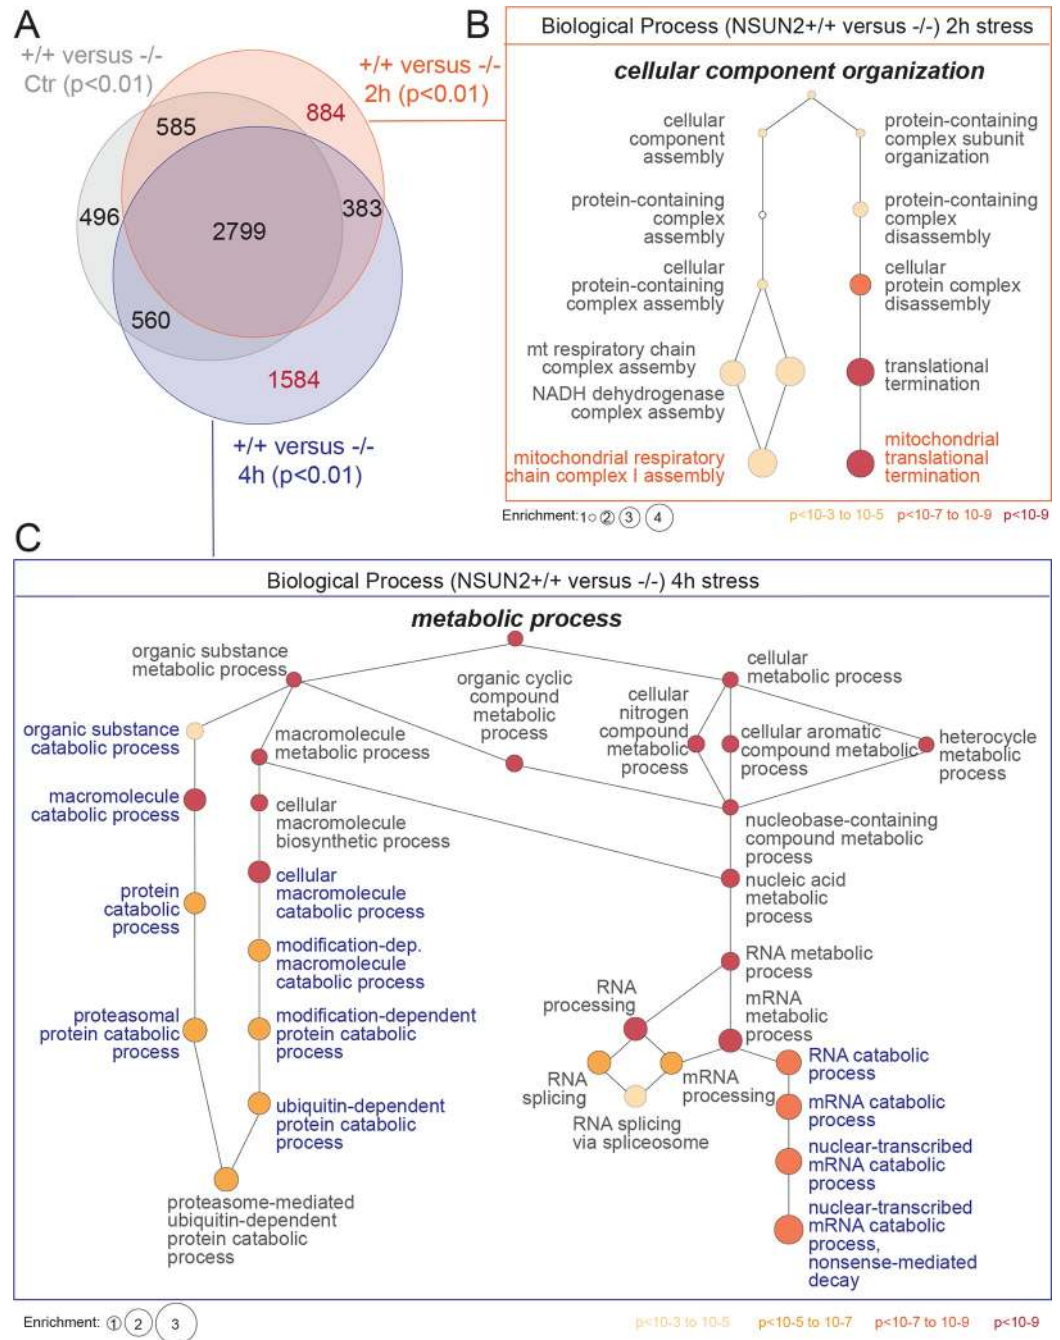 A
+/+ versus -/-
Ctr (p<0.01)
+/+ versus -/-
2h (p<0.01)
585
884
496
2799
383
560
1584
+/+ versus -/-
4h (p<0.01)
B
Biological Process (NSUN2+/+ versus -/-) 2h stress
cellular component organization
cellular
component
assembly
protein-containing
complex subunit
organization
protein-containing
complex
assembly
protein-containing
complex
disassembly
cellular
protein-containing
complex assembly
cellular
protein complex
disassembly
mt respiratory chain
complex assemby
NADH dehydrogenase
complex assemby
translational
termination
mitochondrial respiratory
chain complex I assembly
mitochondrial
translational
termination
Enrichment: 1 2 3 4
p<10-3 to 10-5 p<10-7 to 10-9 p<10-9
C
Biological Process (NSUN2+/+ versus -/-) 4h stress
metabolic process
organic substance
metabolic process
organic cyclic
compound
metabolic
process
cellular
metabolic process
cellular
nitrogen
compound
metabolic
process
organic substance
catabolic process
macromolecule
metabolic process
cellular aromatic
compound metabolic
process
heterocycle
metabolic
process
macromolecule
catabolic process
cellular
macromolecule
biosynthetic process
nucleobase-containing
compound metabolic
process
protein
catabolic
process
cellular
macromolecule
catabolic process
nucleic acid
metabolic
process
modification-dep.
macromolecule
catabolic process
RNA metabolic
process
RNA
processing
mRNA
metabolic
process
proteasomal
protein catabolic
process
modification-dependent
protein catabolic
process
RNA
splicing
mRNA
processing
RNA catabolic
process
ubiquitin-dependent
protein catabolic
process
RNA splicing
via spliceosome
mRNA catabolic
process
nuclear-transcribed
mRNA catabolic
process
proteasome-mediated
ubiquitin-dependent
protein catabolic
process
nuclear-transcribed
mRNA catabolic
process,
nonsense-mediated
decay
Enrichment: 1 2 3
p<10-3 to 10-5 p<10-5 to 10-7 p<10-7 to 10-9 p<10-9